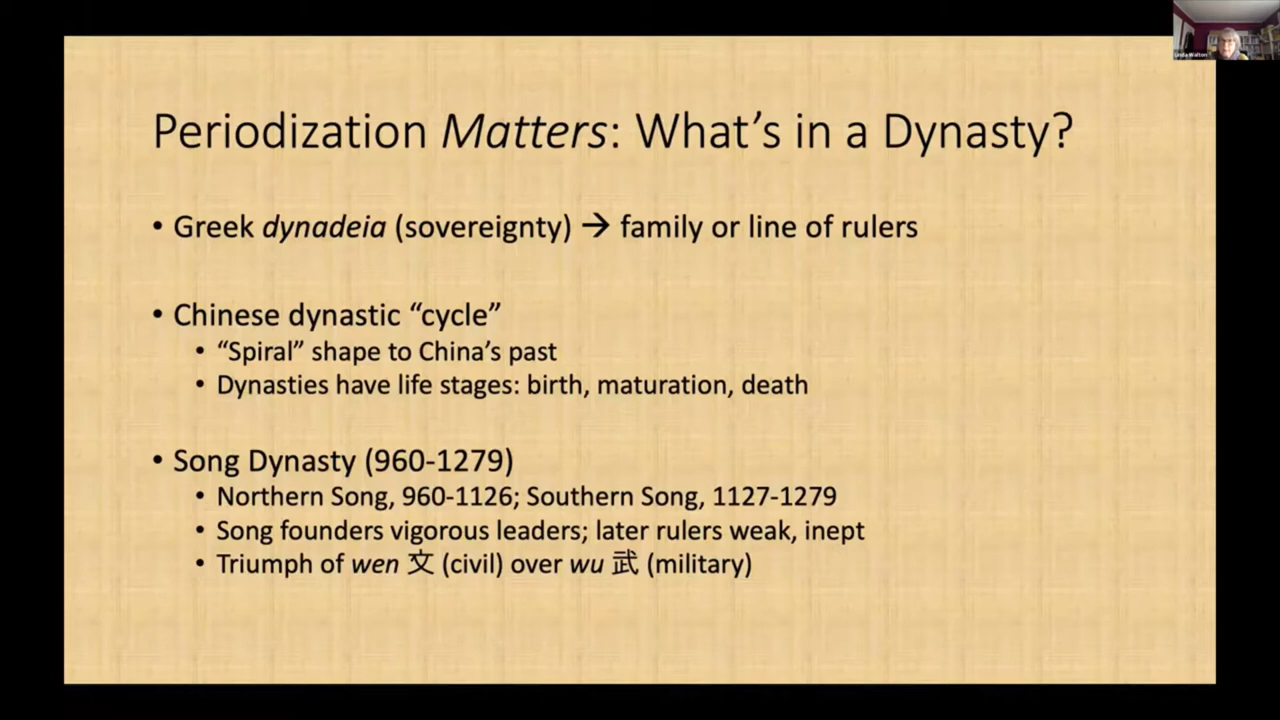 Linda Walton
Periodization Matters: What's in a Dynasty?
• Greek dynadeia (sovereignty) → family or line of rulers
• Chinese dynastic "cycle"
• "Spiral" shape to China's past
• Dynasties have life stages: birth, maturation, death
• Song Dynasty (960-1279)
• Northern Song, 960-1126; Southern Song, 1127-1279
• Song founders vigorous leaders; later rulers weak, inept
• Triumph of wen 文 (civil) over wu 武 (military)